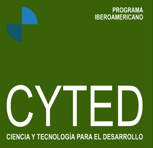 PROGRAMA
IBEROAMERICANO
CYTED
CIENCIA Y TECNOLOGÍA PARA EL DESARROLLO